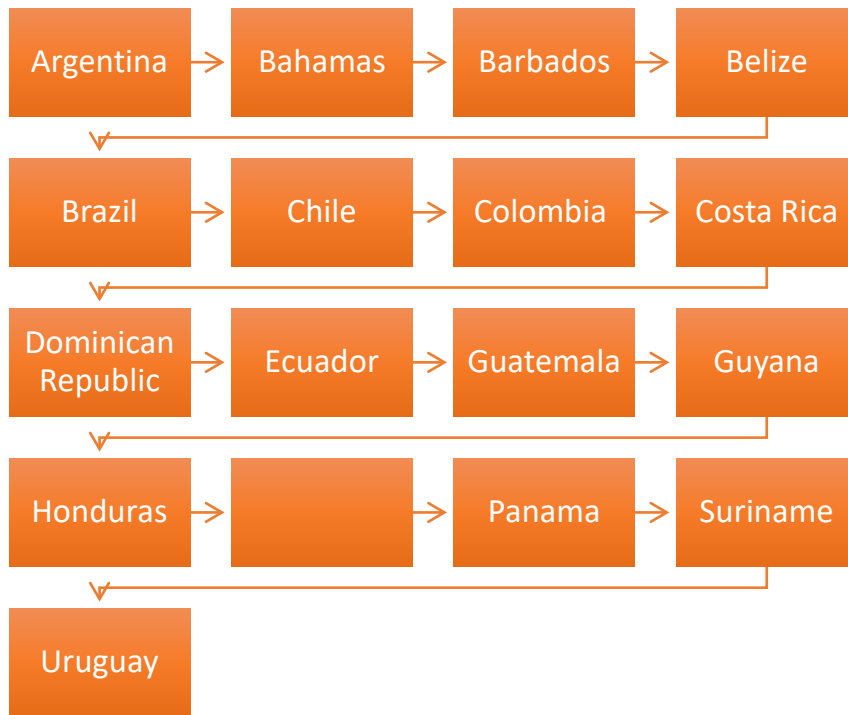 Argentina
Bahamas
Barbados
Belize
Brazil
Chile
Colombia
Costa Rica
Dominican
Republic
Ecuador
Guatemala
Guyana
Honduras
Panama
Suriname
Uruguay